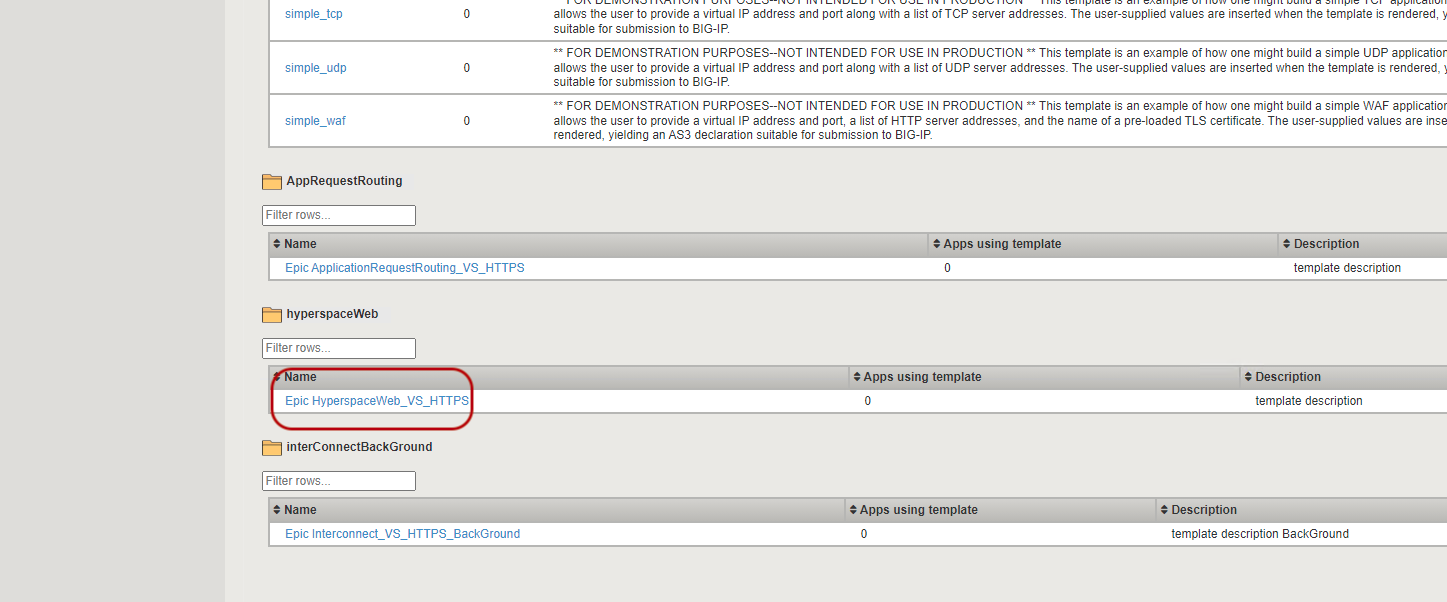 ** FOR DEMONSTRATION PURPOSES--NOT INTENDED FOR USE IN PRODUCTION ** This template is an example of how one might build a simple TCP application
simple_tcp 0 allows the user to provide a virtual IP address and port along with a list of TCP server addresses. The user-supplied values are inserted when the template is rendered, y
suitable for submission to BIG-IP.
** FOR DEMONSTRATION PURPOSES--NOT INTENDED FOR USE IN PRODUCTION ** This template is an example of how one might build a simple UDP application
simple_udp 0 allows the user to provide a virtual IP address and port along with a list of UDP server addresses. The user-supplied values are inserted when the template is rendered, y
suitable for submission to BIG-IP.
** FOR DEMONSTRATION PURPOSES--NOT INTENDED FOR USE IN PRODUCTION ** This template is an example of how one might build a simple WAF application
simple_waf 0 allows the user to provide a virtual IP address and port, a list of HTTP server addresses, and the name of a pre-loaded TLS certificate. The user-supplied values are inse
rendered, yielding an AS3 declaration suitable for submission to BIG-IP.
AppRequestRouting
Filter rows...
Name Apps using template Description
Epic ApplicationRequestRouting_VS_HTTPS 0 template description
hyperspaceWeb
Filter rows...
Name Apps using template Description
Epic HyperspaceWeb_VS_HTTPS 0 template description
interConnectBackGround
Filter rows...
Name Apps using template Description
Epic Interconnect_VS_HTTPS_BackGround 0 template description BackGround